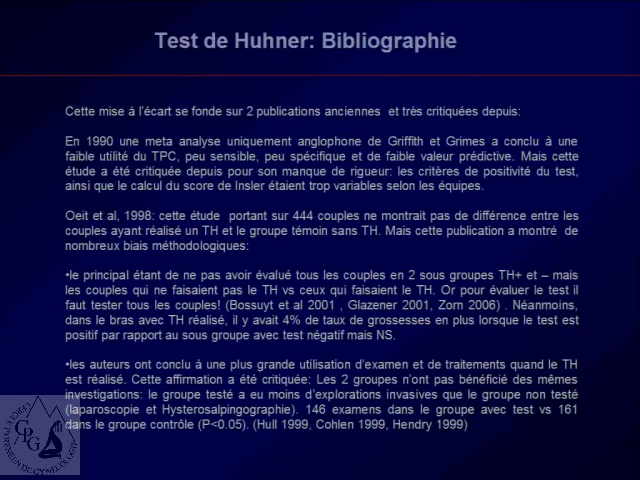 Test de Huhner: Bibliographie
Cette mise à l'écart se fonde sur 2 publications anciennes et très critiquées depuis:
En 1990 une meta analyse uniquement anglophone de Griffith et Grimes a conclu à une
faible utilité du TPC, peu sensible, peu spécifique et de faible valeur prédictive. Mais cette
étude a été critiquée depuis pour son manque de rigueur: les critères de positivité du test,
ainsi que le calcul du score de Insler étaient trop variables selon les équipes.
Oeit et al, 1998: cette étude portant sur 444 couples ne montrait pas de différence entre les
couples ayant réalisé un TH et le groupe témoin sans TH. Mais cette publication a montré de
nombreux biais méthodologiques:
•le principal étant de ne pas avoir évalué tous les couples en 2 sous groupes TH+ et – mais
les couples qui ne faisaient pas le TH vs ceux qui faisaient le TH. Or pour évaluer le test il
faut tester tous les couples! (Bossuyt et al 2001 , Glazener 2001, Zorn 2006) . Néanmoins,
dans le bras avec TH réalisé, il y avait 4% de taux de grossesses en plus lorsque le test est
positif par rapport au sous groupe avec test négatif mais NS.
•les auteurs ont conclu à une plus grande utilisation d'examen et de traitements quand le TH
est réalisé. Cette affirmation a été critiquée: Les 2 groupes n'ont pas bénéficié des mêmes
investigations: le groupe testé a eu moins d'explorations invasives que le groupe non testé
(laparoscopie et Hysterosalpingographie). 146 examens dans le groupe avec test vs 161
dans le groupe contrôle (P<0.05). (Hull 1999, Cohlen 1999, Hendry 1999)